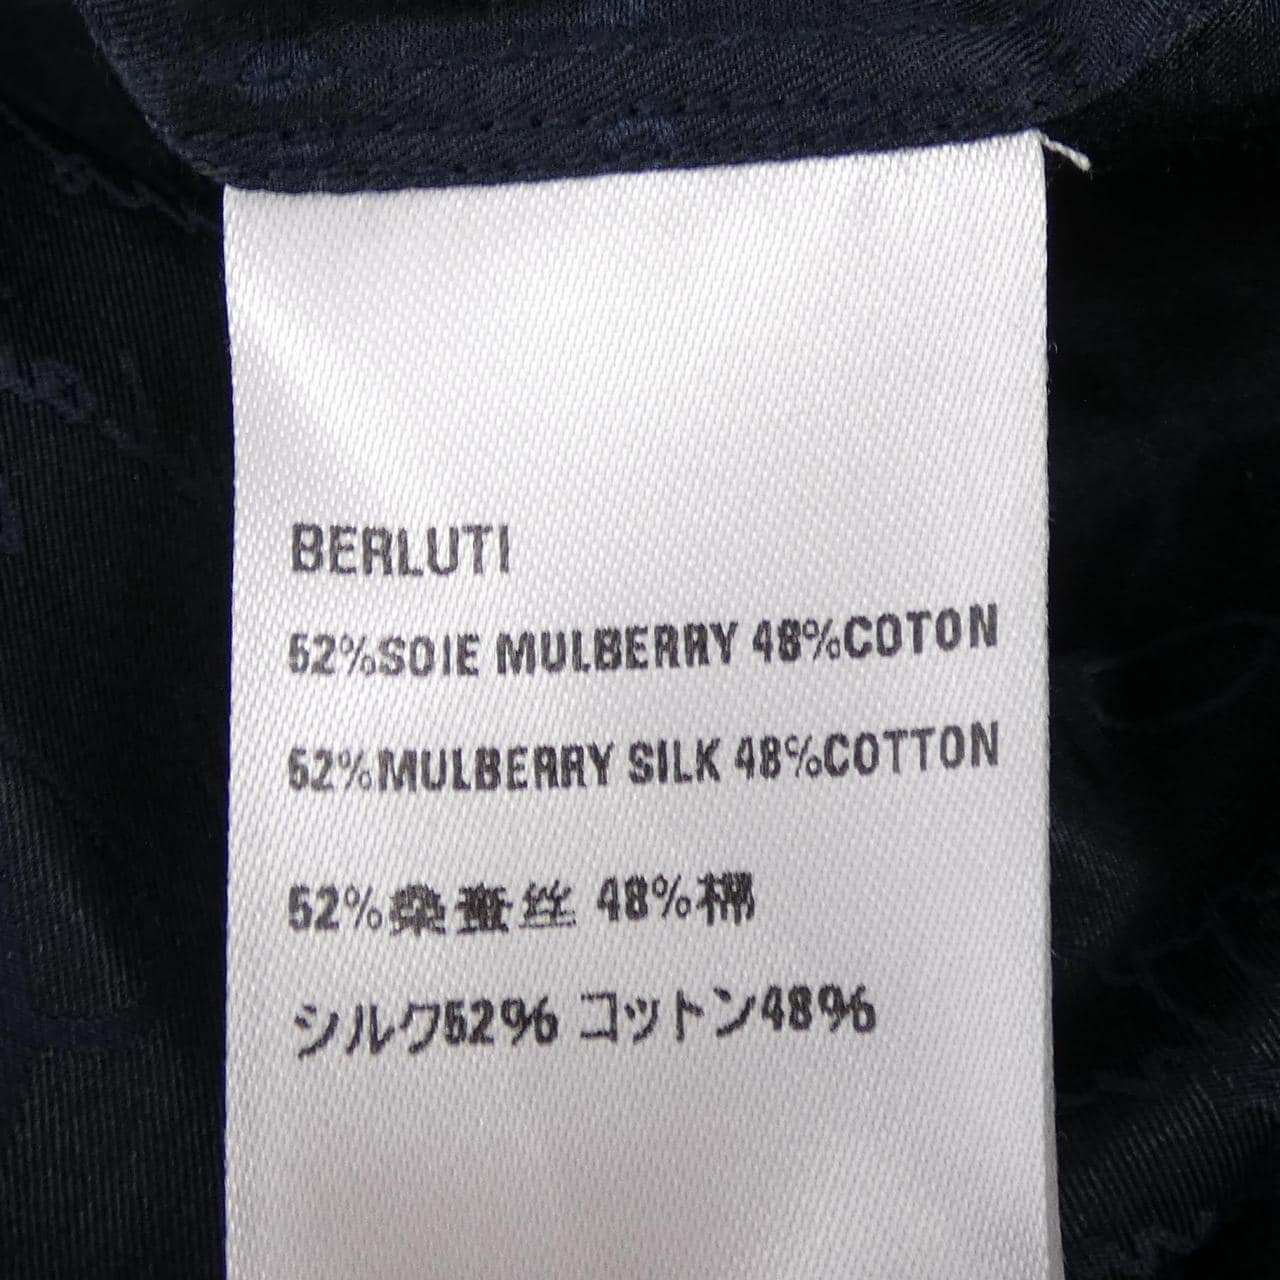 BERLUTI
52%SOIE MULBERRY 48%COTON
52%MULBERRY SILK 48%COTTON
52%桑蚕丝 48%棉
シルク52% コットン48%